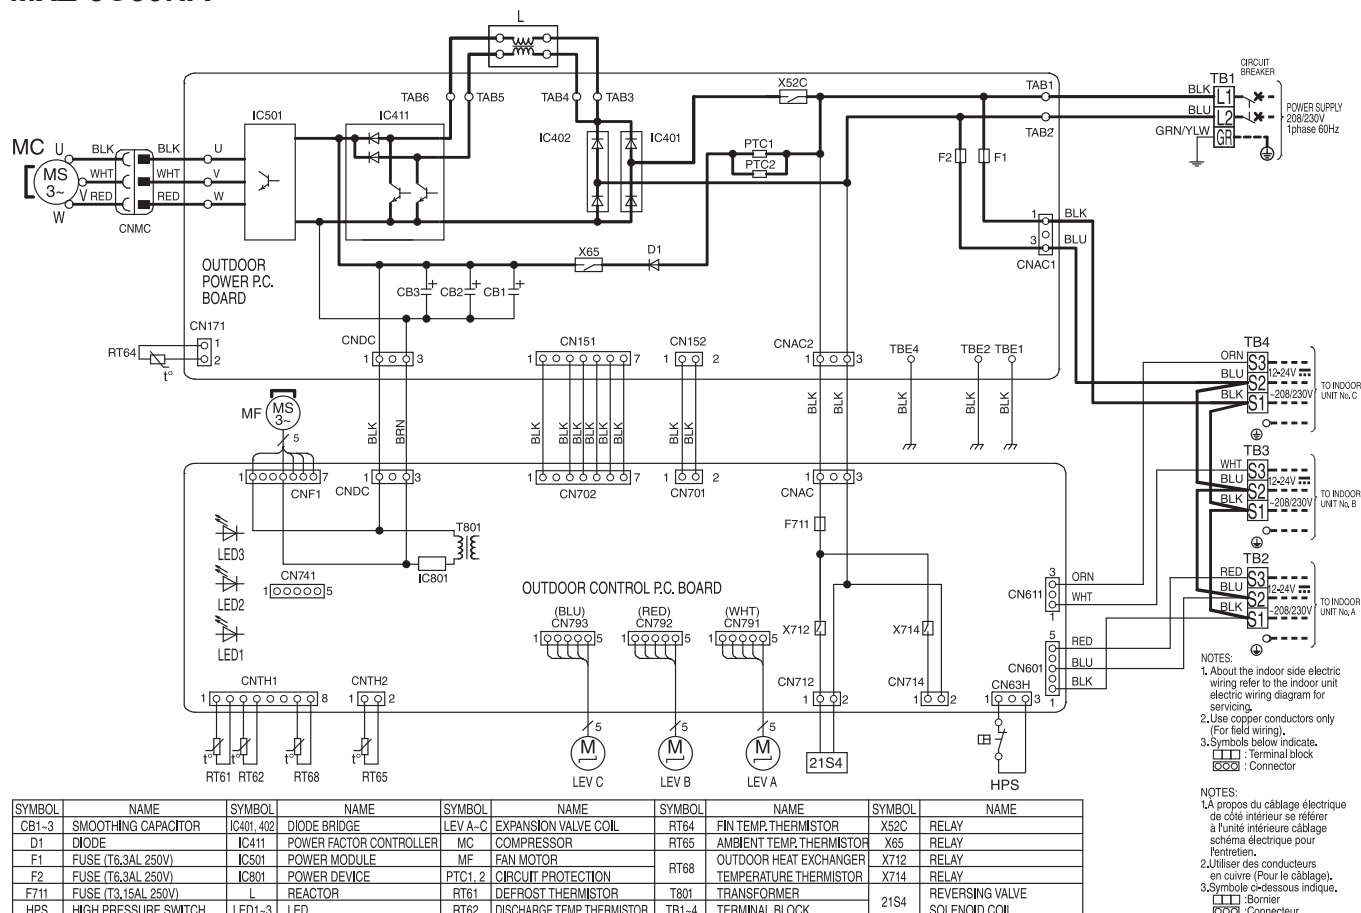 L
TAB6
TAB5
TAB4
TAB3
X52C
TAB1
TAB2
TB1
CIRCUIT
BREAKER
BLK
L1
BLU
L2
GRN/YLW
GR
POWER SUPPLY
208/230V
1phase 60Hz
IC501
IC411
IC402
IC401
PTC1
PTC2
F2
F1
MC
U
V
W
MS
3~
BLK
WHT
RED
BLK
WHT
RED
U
V
W
CNMC
OUTDOOR
POWER P.C.
BOARD
X65
D1
1
3
BLK
BLU
CNAC1
CB3
+
CB2
+
CB1
+
CN171
1
2
RT64
t°
CNDC
1
3
CN151
1
7
CN152
1
2
CNAC2
1
3
TBE4
TBE2
TBE1
TB4
ORN
S3
BLU
S2
BLK
S1
12-24V
~208/230V
TO INDOOR
UNIT No. C
MF
MS
3~
5
BLK
BRN
BLK
BLK
BLK
BLK
BLK
BLK
BLK
BLK
BLK
BLK
BLK
BLK
BLK
TB3
WHT
S3
BLU
S2
BLK
S1
12-24V
~208/230V
TO INDOOR
UNIT No. B
1
7
CNF1
CNDC
1
3
1
7
CN702
1
2
CN701
1
3
CNAC
F711
LED3
LED2
LED1
T801
IC801
CN741
1
5
OUTDOOR CONTROL P.C. BOARD
(BLU)
CN793
1
5
(RED)
CN792
1
5
(WHT)
CN791
1
5
X712
X714
TB2
RED
S3
BLU
S2
BLK
S1
12-24V
~208/230V
TO INDOOR
UNIT No. A
3
CN611
1
ORN
WHT
5
CN601
1
RED
BLU
BLK
CNTH1
1
8
CNTH2
1
2
CN712
1
2
CN714
1
2
CN63H
1
3
t°
t°
t°
t°
RT61
RT62
RT68
RT65
5
M
LEV C
5
M
LEV B
5
M
LEV A
21S4
HPS
NOTES:
1. About the indoor side electric
wiring refer to the indoor unit
electric wiring diagram for
servicing.
2. Use copper conductors only
(For field wiring).
3. Symbols below indicate.
: Terminal block
: Connector
NOTES:
1.À propos du câblage électrique
de côté intérieur se référer
à l'unité intérieure câblage
schéma électrique pour
l'entretien.
2.Utiliser des conducteurs
en cuivre (Pour le câblage).
3.Symbole ci-dessous indique.
:Bornier
:Connecteur
SYMBOL NAME SYMBOL NAME SYMBOL NAME SYMBOL NAME SYMBOL NAME
CB1~3 SMOOTHING CAPACITOR IC401, 402 DIODE BRIDGE LEV A~C EXPANSION VALVE COIL RT64 FIN TEMP. THERMISTOR X52C RELAY
D1 DIODE IC411 POWER FACTOR CONTROLLER MC COMPRESSOR RT65 AMBIENT TEMP. THERMISTOR X65 RELAY
F1 FUSE (T6.3AL 250V) IC501 POWER MODULE MF FAN MOTOR RT68 OUTDOOR HEAT EXCHANGER X712 RELAY
F2 FUSE (T6.3AL 250V) IC801 POWER DEVICE PTC1, 2 CIRCUIT PROTECTION TEMPERATURE THERMISTOR X714 RELAY
F711 FUSE (T3.15AL 250V) L REACTOR RT61 DEFROST THERMISTOR T801 TRANSFORMER 21S4 REVERSING VALVE
HPS HIGH PRESSURE SWITCH LED1~3 LED RT62 DISCHARGE TEMP. THERMISTOR TB1~4 TERMINAL BLOCK SOLENOID COIL